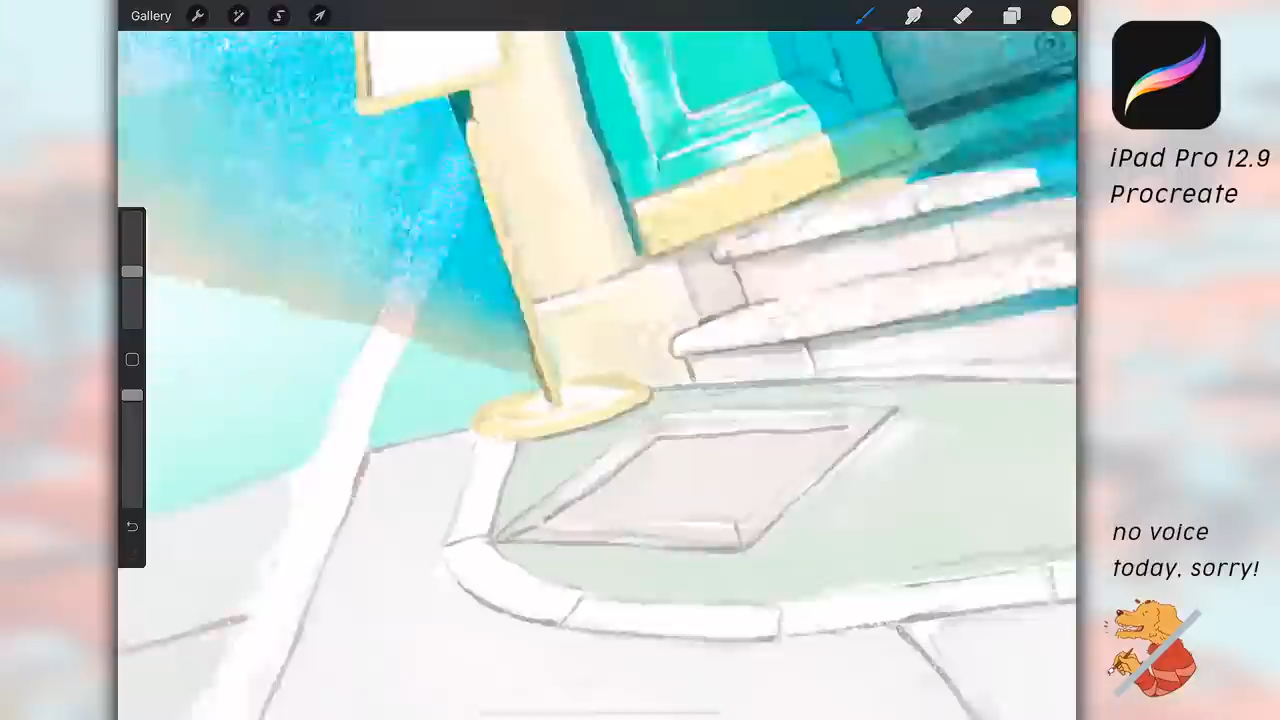 Gallery
iPad Pro 12.9
Procreate
no voice
today, sorry!